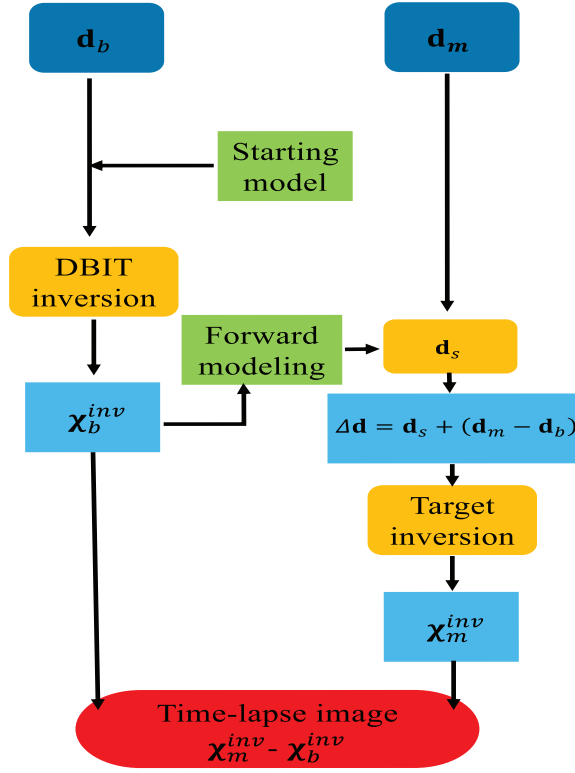 𝐝_b
𝐝_𝒎
Starting
model
DBIT
inversion
Forward
modeling
𝐝_s
𝛘_b^{inv}
Δ𝐝 = 𝐝_s + (𝐝_m − 𝐝_b)
Target
inversion
𝛘_m^{inv}
Time-lapse image
𝛘_m^{inv} - 𝛘_b^{inv}